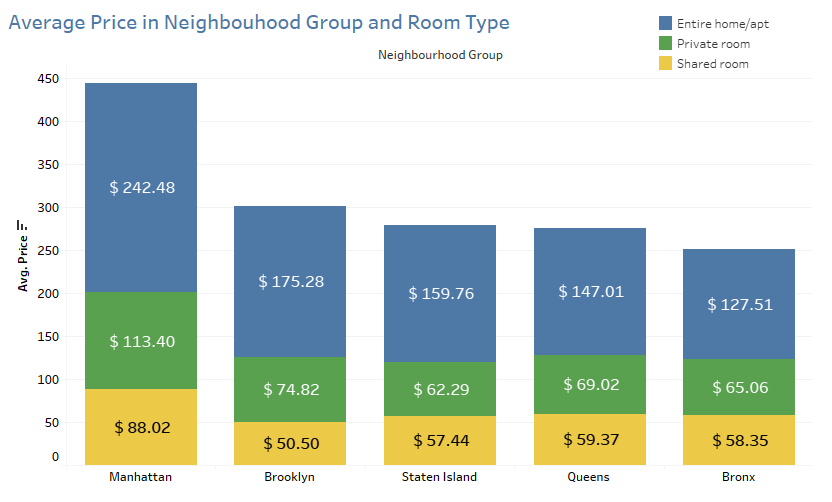 Average Price in Neighbouhood Group and Room Type
Entire home/apt
Private room
Shared room
Neighbourhood Group
Avg. Price
450
400
350
300
250
200
150
100
50
0
$ 242.48
$ 113.40
$ 88.02
$ 175.28
$ 74.82
$ 50.50
$ 159.76
$ 62.29
$ 57.44
$ 147.01
$ 69.02
$ 59.37
$ 127.51
$ 65.06
$ 58.35
Manhattan
Brooklyn
Staten Island
Queens
Bronx